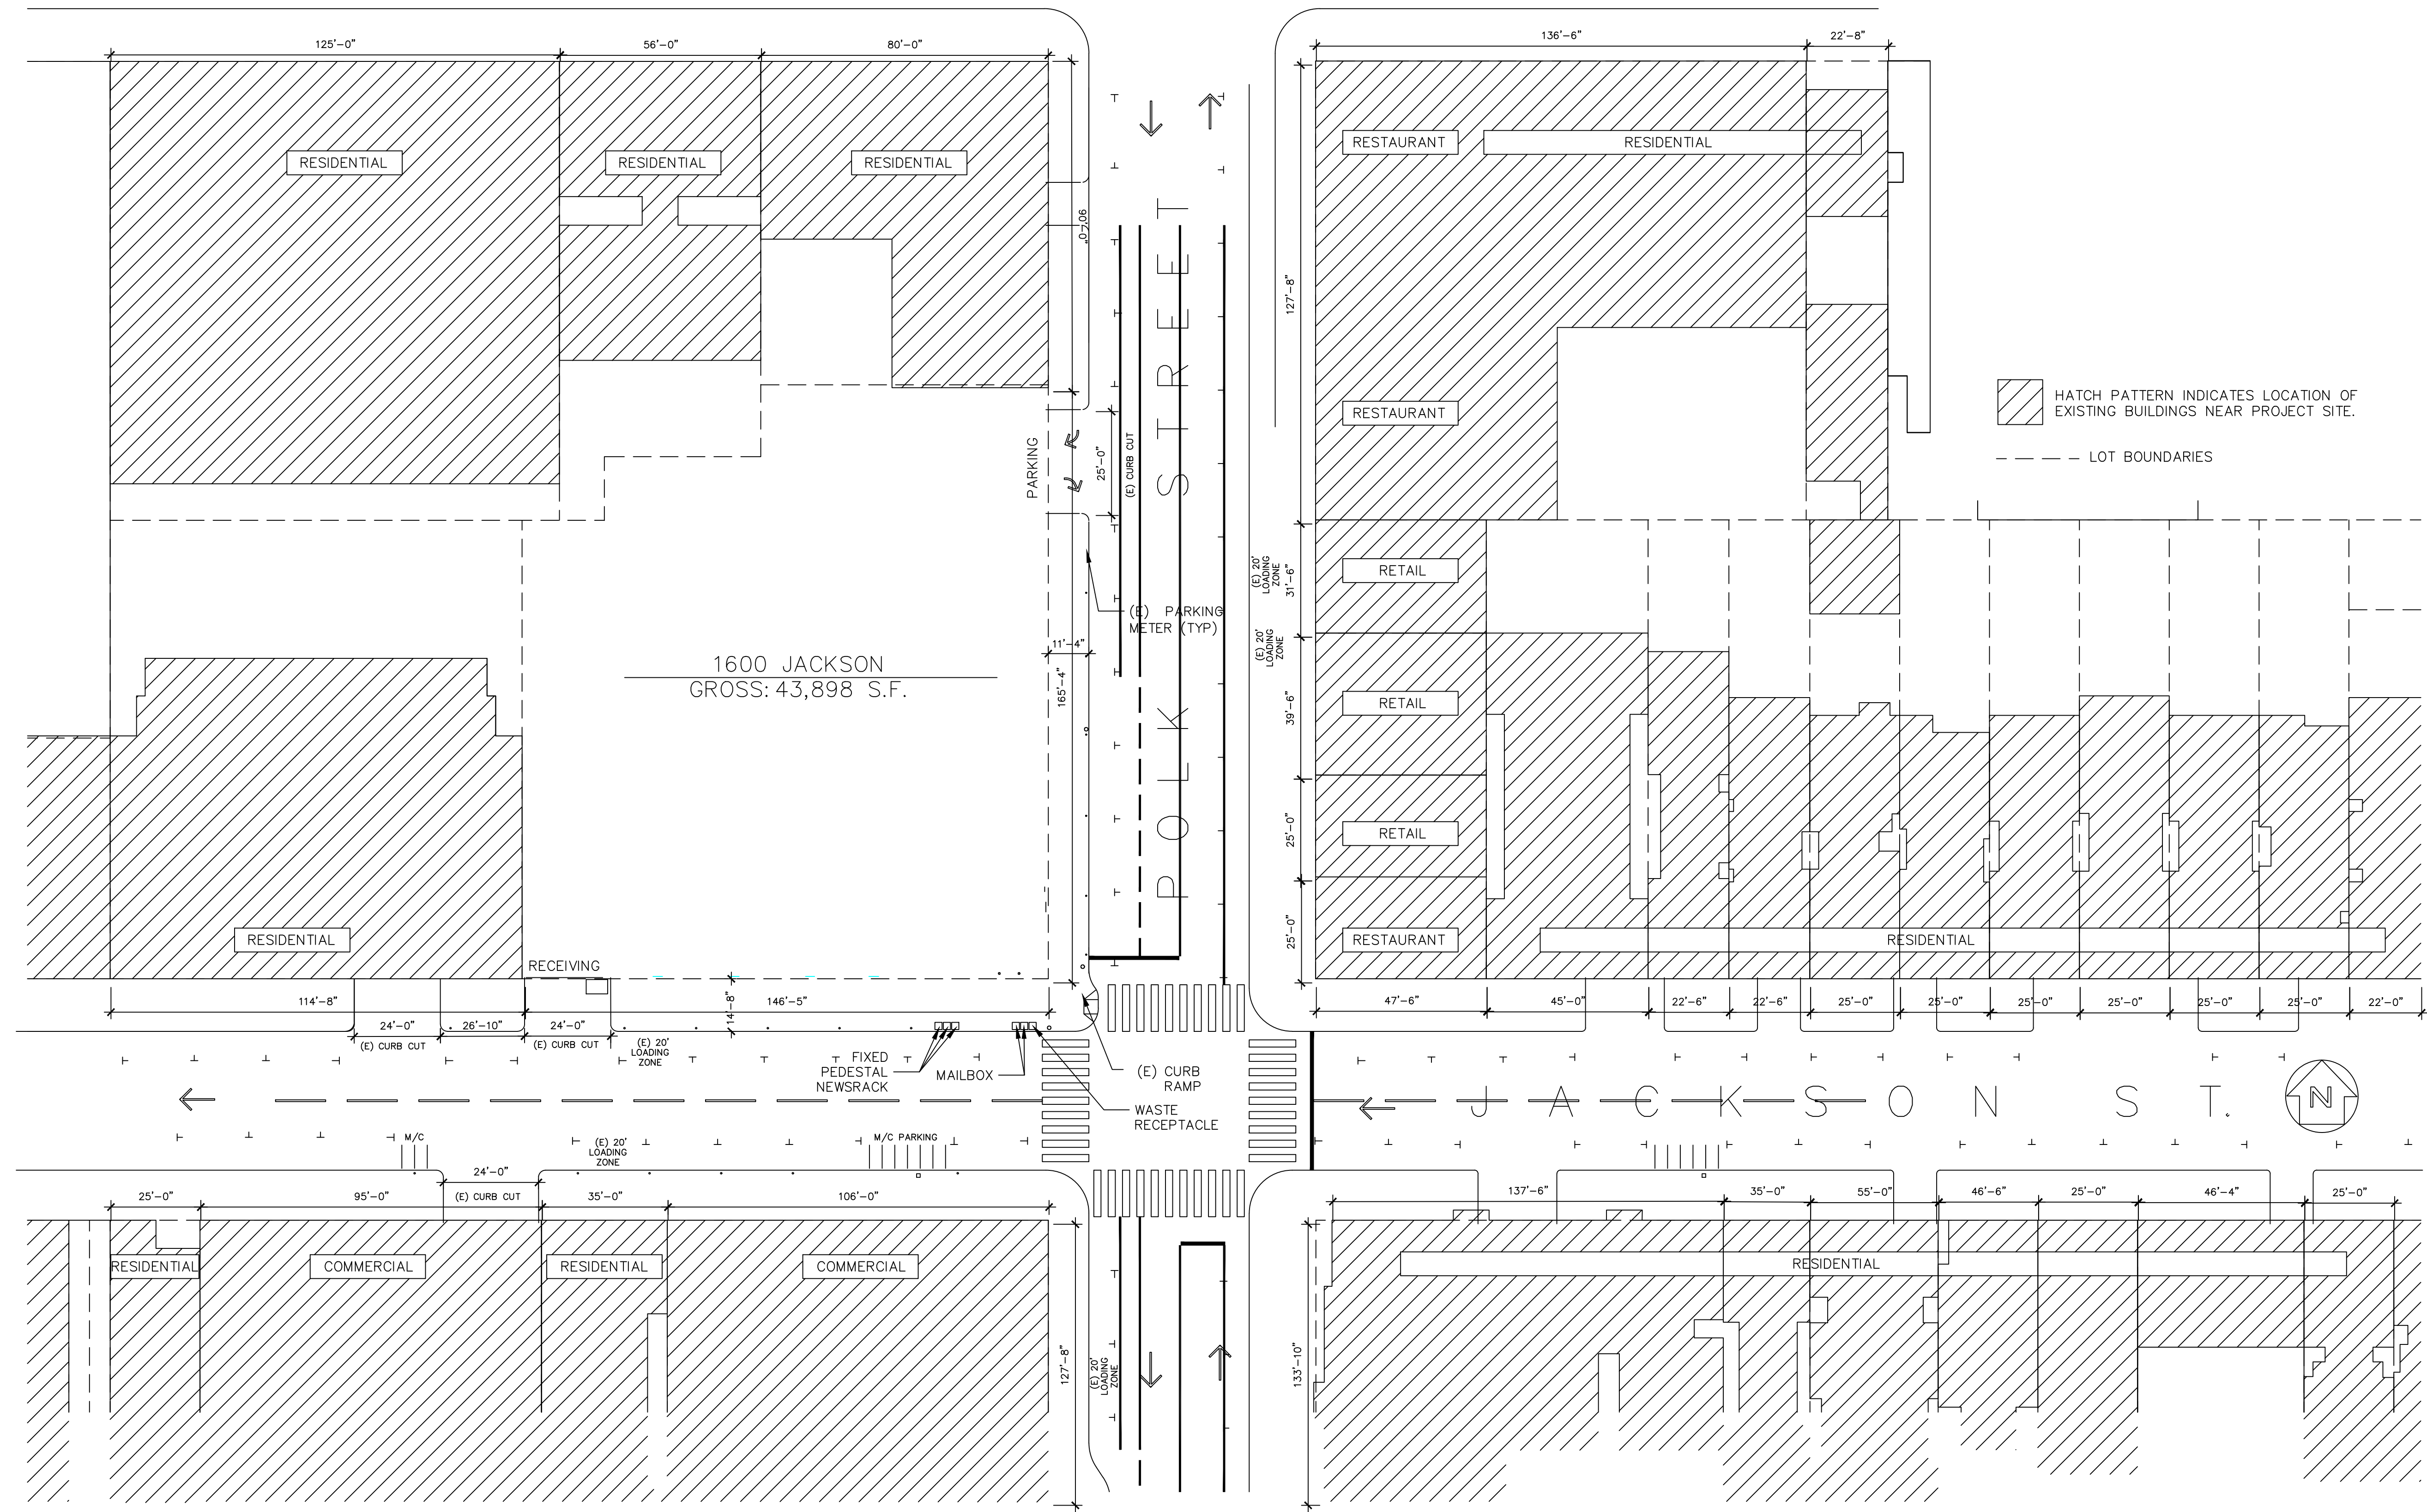 125'-0" 56'-0" 80'-0" 136'-6" 22'-8"
RESIDENTIAL RESIDENTIAL RESIDENTIAL
RESTAURANT RESIDENTIAL
90'-0"
127'-8"
POLK STREET
RESTAURANT
HATCH PATTERN INDICATES LOCATION OF
EXISTING BUILDINGS NEAR PROJECT SITE.
LOT BOUNDARIES
PARKING
25'-0"
(E) CURB CUT
(E) 20'
LOADING
ZONE
31'-6"
RETAIL
(E) PARKING
METER (TYP)
(E) 20'
LOADING
ZONE
11'-4"
165'-4"
1600 JACKSON
GROSS: 43,898 S.F.
39'-6"
RETAIL
25'-0"
RETAIL
25'-0"
RESTAURANT
RESIDENTIAL
RESIDENTIAL
RECEIVING
114'-8" 146'-5"
14'-8"
47'-6" 45'-0" 22'-6" 22'-6" 25'-0" 25'-0" 25'-0" 25'-0" 25'-0" 25'-0" 22'-0"
24'-0" 26'-10" 24'-0"
(E) CURB CUT
(E) CURB CUT
(E) 20'
LOADING
ZONE
FIXED
PEDESTAL
NEWSRACK
MAILBOX
(E) CURB
RAMP
WASTE
RECEPTACLE
JACKSON ST.
N
M/C
(E) 20'
LOADING
ZONE
M/C PARKING
24'-0"
(E) CURB CUT
25'-0" 95'-0" 35'-0" 106'-0"
137'-6" 35'-0" 55'-0" 46'-6" 25'-0" 46'-4" 25'-0"
RESIDENTIAL COMMERCIAL RESIDENTIAL COMMERCIAL
RESIDENTIAL
127'-8"
(E) 20'
LOADING
ZONE
133'-10"